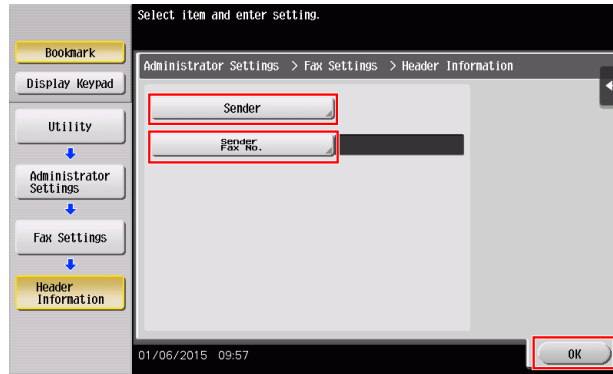 Select item and enter setting.
Bookmark
Display Keypad
Utility
Administrator
Settings
Fax Settings
Header
Information
Administrator Settings > Fax Settings > Header Information
Sender
Sender
Fax No.
01/06/2015 09:57
OK